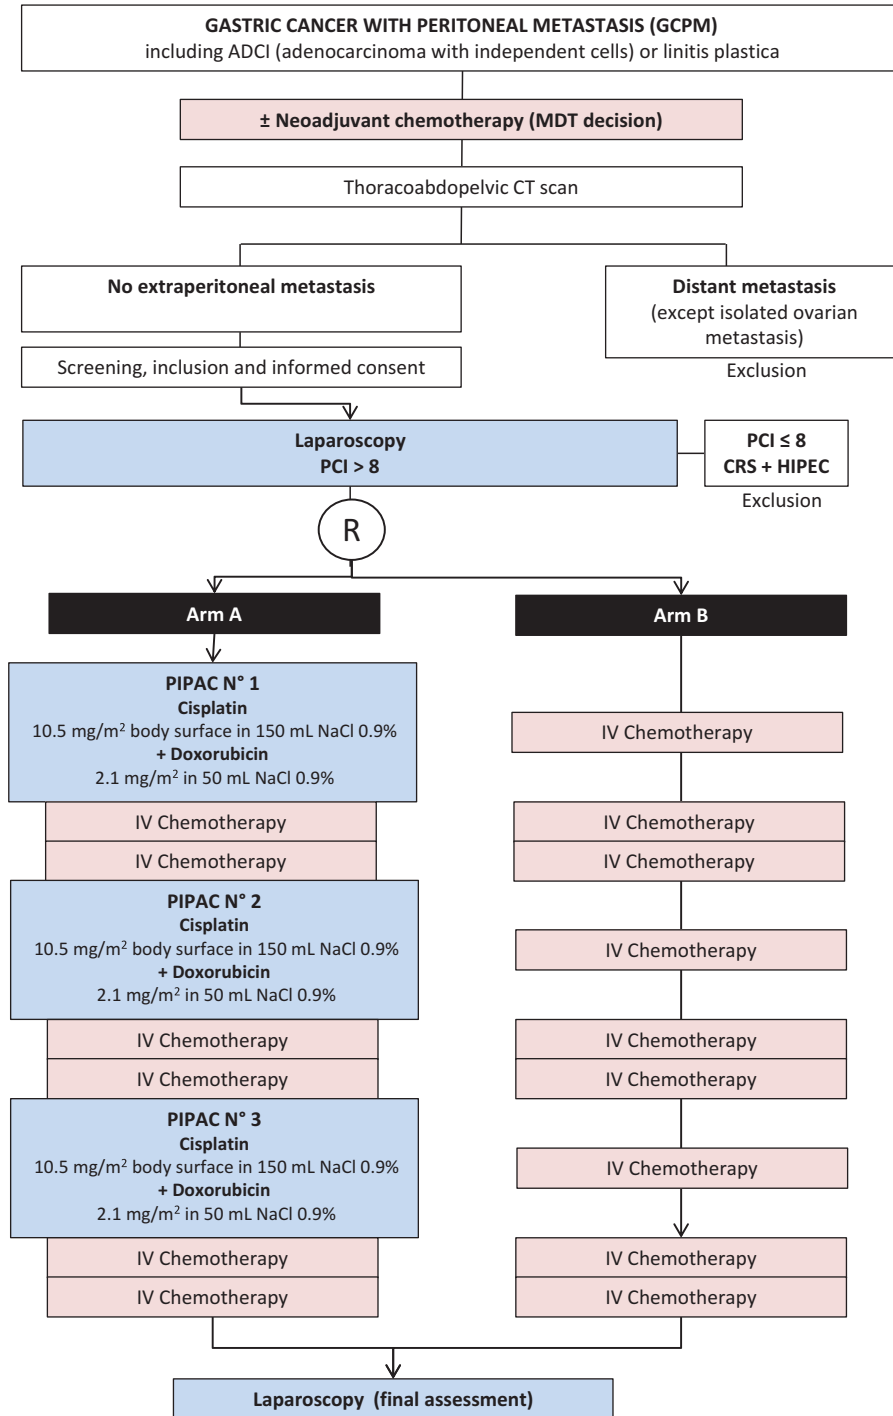 GASTRIC CANCER WITH PERITONEAL METASTASIS (GCPM)
including ADCI (adenocarcinoma with independent cells) or linitis plastica
± Neoadjuvant chemotherapy (MDT decision)
Thoracoabdopelvic CT scan
No extraperitoneal metastasis
Distant metastasis
(except isolated ovarian
metastasis)
Exclusion
Screening, inclusion and informed consent
Laparoscopy
PCI > 8
PCI ≤ 8
CRS + HIPEC
Exclusion
R
Arm A
PIPAC N° 1
Cisplatin
10.5 mg/m² body surface in 150 mL NaCl 0.9%
+ Doxorubicin
2.1 mg/m² in 50 mL NaCl 0.9%
IV Chemotherapy
IV Chemotherapy
PIPAC N° 2
Cisplatin
10.5 mg/m² body surface in 150 mL NaCl 0.9%
+ Doxorubicin
2.1 mg/m² in 50 mL NaCl 0.9%
IV Chemotherapy
IV Chemotherapy
PIPAC N° 3
Cisplatin
10.5 mg/m² body surface in 150 mL NaCl 0.9%
+ Doxorubicin
2.1 mg/m² in 50 mL NaCl 0.9%
IV Chemotherapy
IV Chemotherapy
Arm B
IV Chemotherapy
IV Chemotherapy
IV Chemotherapy
IV Chemotherapy
IV Chemotherapy
IV Chemotherapy
IV Chemotherapy
IV Chemotherapy
IV Chemotherapy
Laparoscopy (final assessment)